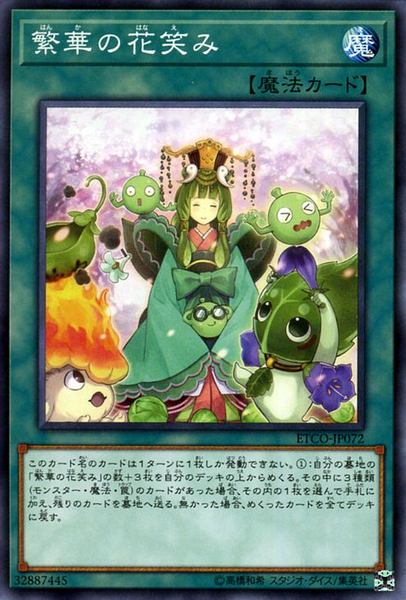 繁華の花笑み
魔
【魔法カード】
ETCO-JP072
このカード名のカードは1ターンに1枚しか発動できない。①:自分の墓地の
「繁華の花笑み」の数+3枚を自分のデッキの上からめくる。その中に3種類
(モンスター・魔法・罠)のカードがあった場合、その内の1枚を選んで手札に
加え、残りのカードを墓地へ送る。無かった場合、めくったカードを全てデッキ
に戻す。
32887445
©高橋和希 スタジオ・ダイス/集英社